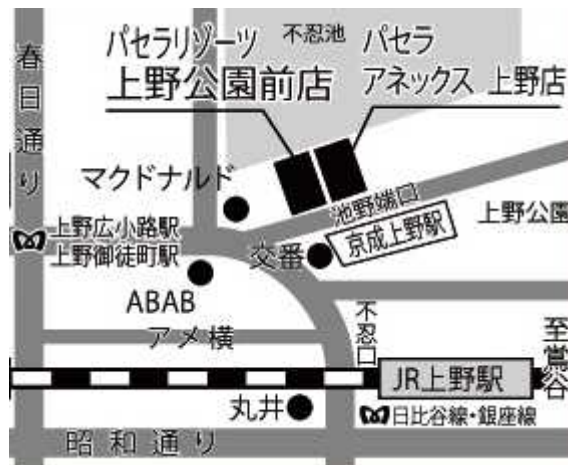 パセラリゾーツ
上野公園前店
不忍池
パセラ
アネックス 上野店
春日通り
マクドナルド
池野端口
京成上野駅
上野公園
上野広小路駅
上野御徒町駅
交番
ABAB
アメ横
不忍口
至鶯谷
JR上野駅
丸井
日比谷線・銀座線
昭和通り